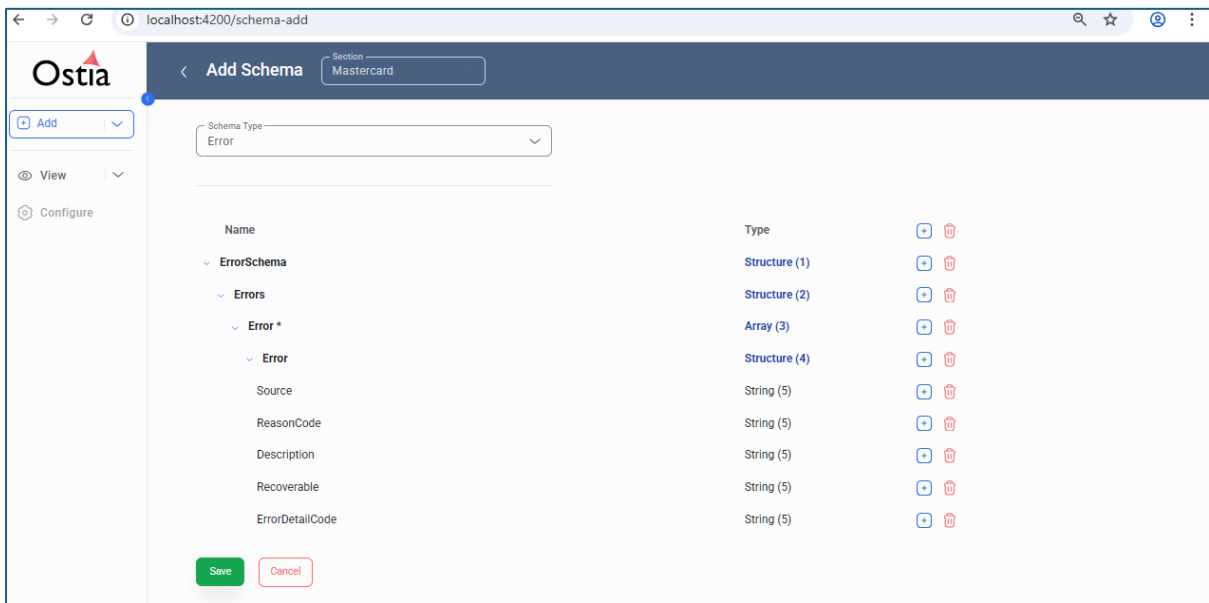 localhost:4200/schema-add
Ostia
Add Schema
Section
Mastercard
Add
View
Configure
Schema Type
Error
Name Type
ErrorSchema Structure (1)
Errors Structure (2)
Error * Array (3)
Error Structure (4)
Source String (5)
ReasonCode String (5)
Description String (5)
Recoverable String (5)
ErrorDetailCode String (5)
Save Cancel